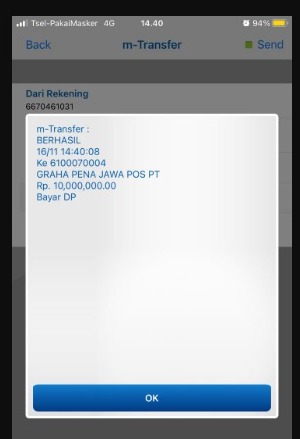 Tsel-PakaiMasker 4G 14.40 94%
Back m-Transfer Send
Dari Rekening
6670461031
m-Transfer :
BERHASIL
16/11 14:40:08
Ke 6100070004
GRAHA PENA JAWA POS PT
Rp. 10,000,000.00
Bayar DP
OK